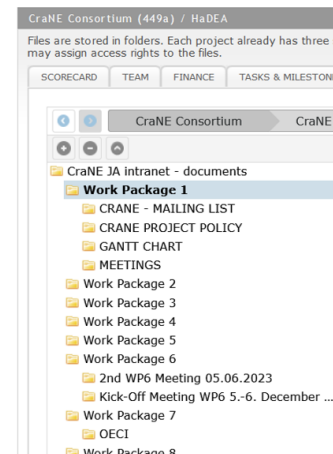 CraNE Consortium (449a) / HaDEA
Files are stored in folders. Each project already has three
may assign access rights to the files.
SCORECARD TEAM FINANCE TASKS & MILESTON
CraNE Consortium CraNE
CraNE JA intranet - documents
Work Package 1
CRANE - MAILING LIST
CRANE PROJECT POLICY
GANTT CHART
MEETINGS
Work Package 2
Work Package 3
Work Package 4
Work Package 5
Work Package 6
2nd WP6 Meeting 05.06.2023
Kick-Off Meeting WP6 5.-6. December ...
Work Package 7
OECI
Work Package 8